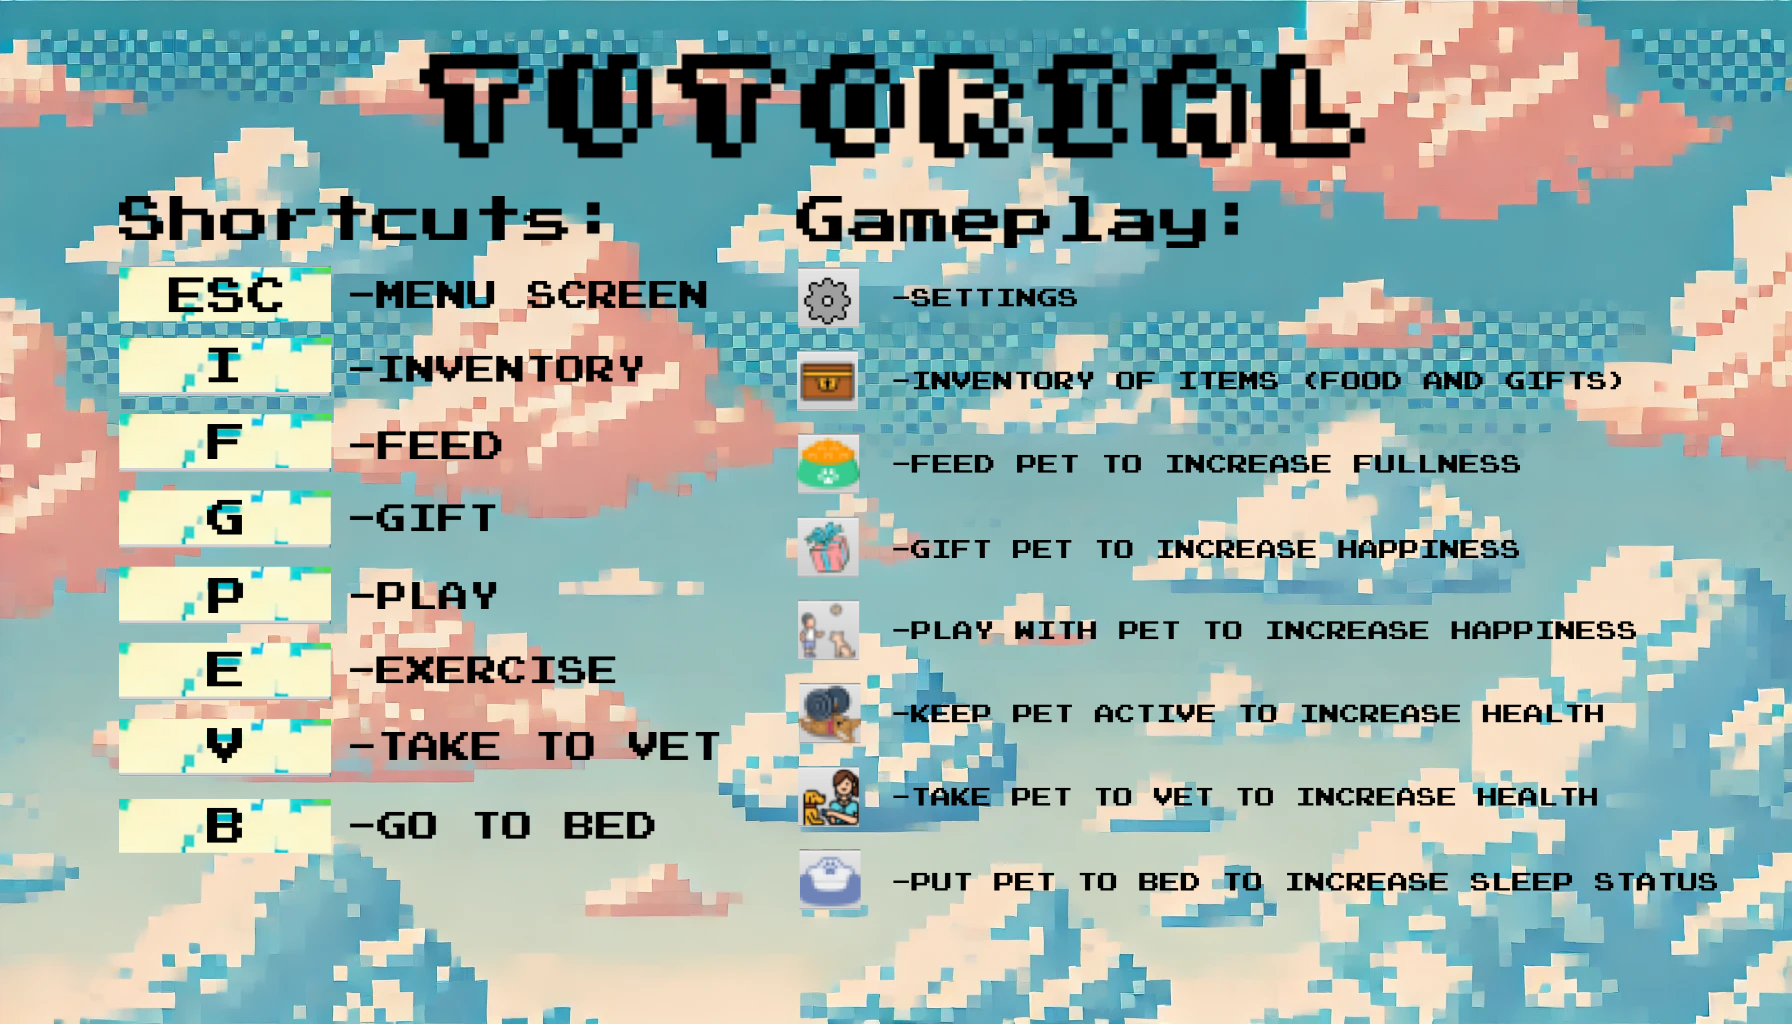 TUTORIAL
Shortcuts:
ESC -MENU SCREEN
I -INVENTORY
F -FEED
G -GIFT
P -PLAY
E -EXERCISE
V -TAKE TO VET
B -GO TO BED
Gameplay:
-SETTINGS
-INVENTORY OF ITEMS (FOOD AND GIFTS)
-FEED PET TO INCREASE FULLNESS
-GIFT PET TO INCREASE HAPPINESS
-PLAY WITH PET TO INCREASE HAPPINESS
-KEEP PET ACTIVE TO INCREASE HEALTH
-TAKE PET TO VET TO INCREASE HEALTH
-PUT PET TO BED TO INCREASE SLEEP STATUS